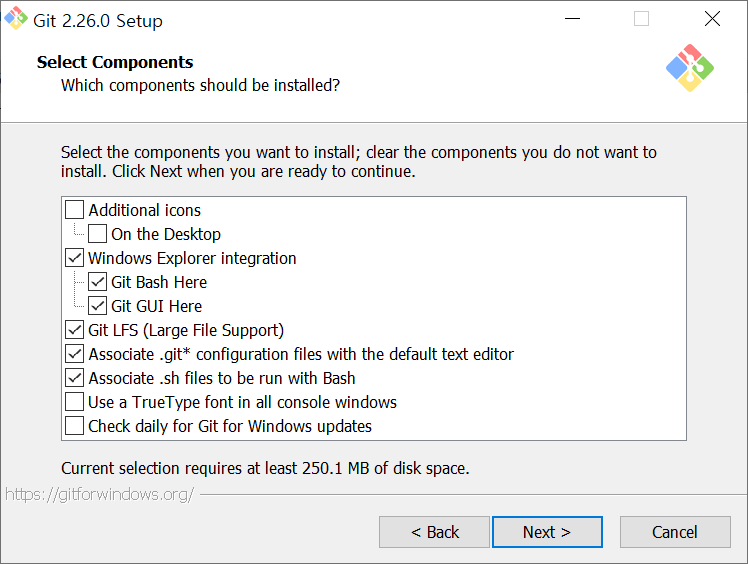 Git 2.26.0 Setup
Select Components
Which components should be installed?
Select the components you want to install; clear the components you do not want to
install. Click Next when you are ready to continue.
Additional icons
On the Desktop
Windows Explorer integration
Git Bash Here
Git GUI Here
Git LFS (Large File Support)
Associate .git* configuration files with the default text editor
Associate .sh files to be run with Bash
Use a TrueType font in all console windows
Check daily for Git for Windows updates
Current selection requires at least 250.1 MB of disk space.
https://gitforwindows.org/
< Back
Next >
Cancel